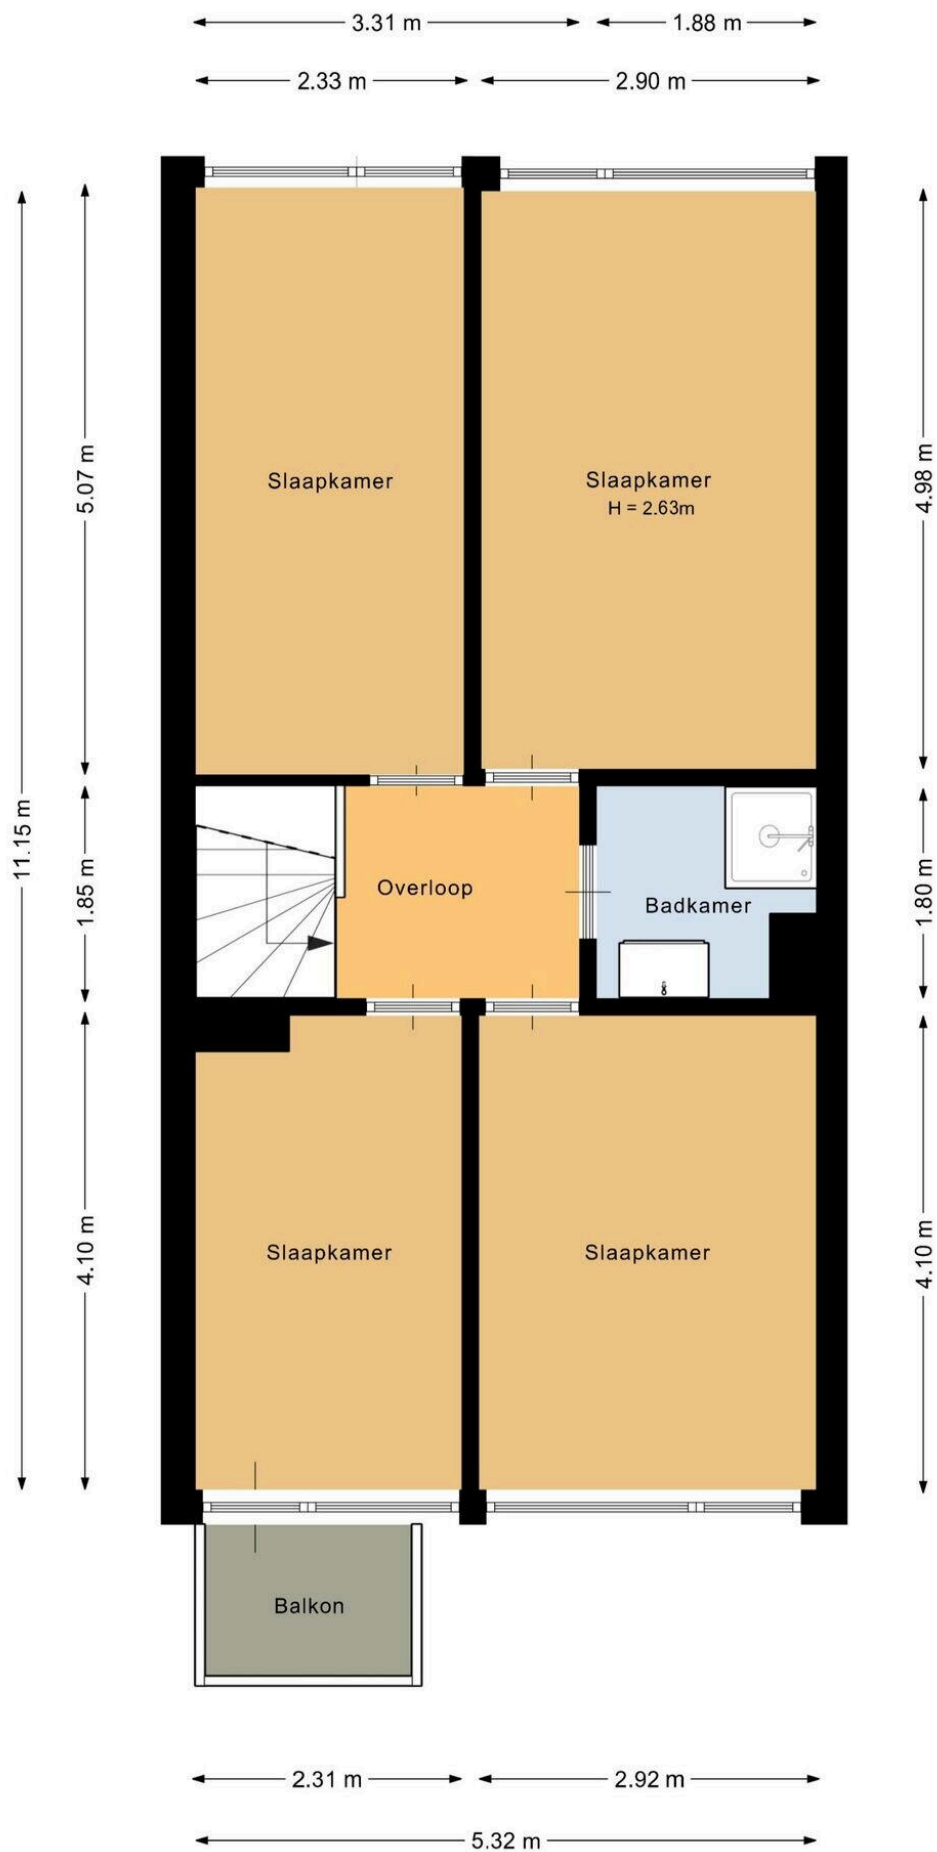 3.31 m
1.88 m
2.33 m
2.90 m
11.15 m
5.07 m
4.98 m
Slaapkamer
Slaapkamer
H = 2.63m
1.85 m
1.80 m
Overloop
Badkamer
4.10 m
4.10 m
Slaapkamer
Slaapkamer
Balkon
2.31 m
2.92 m
5.32 m